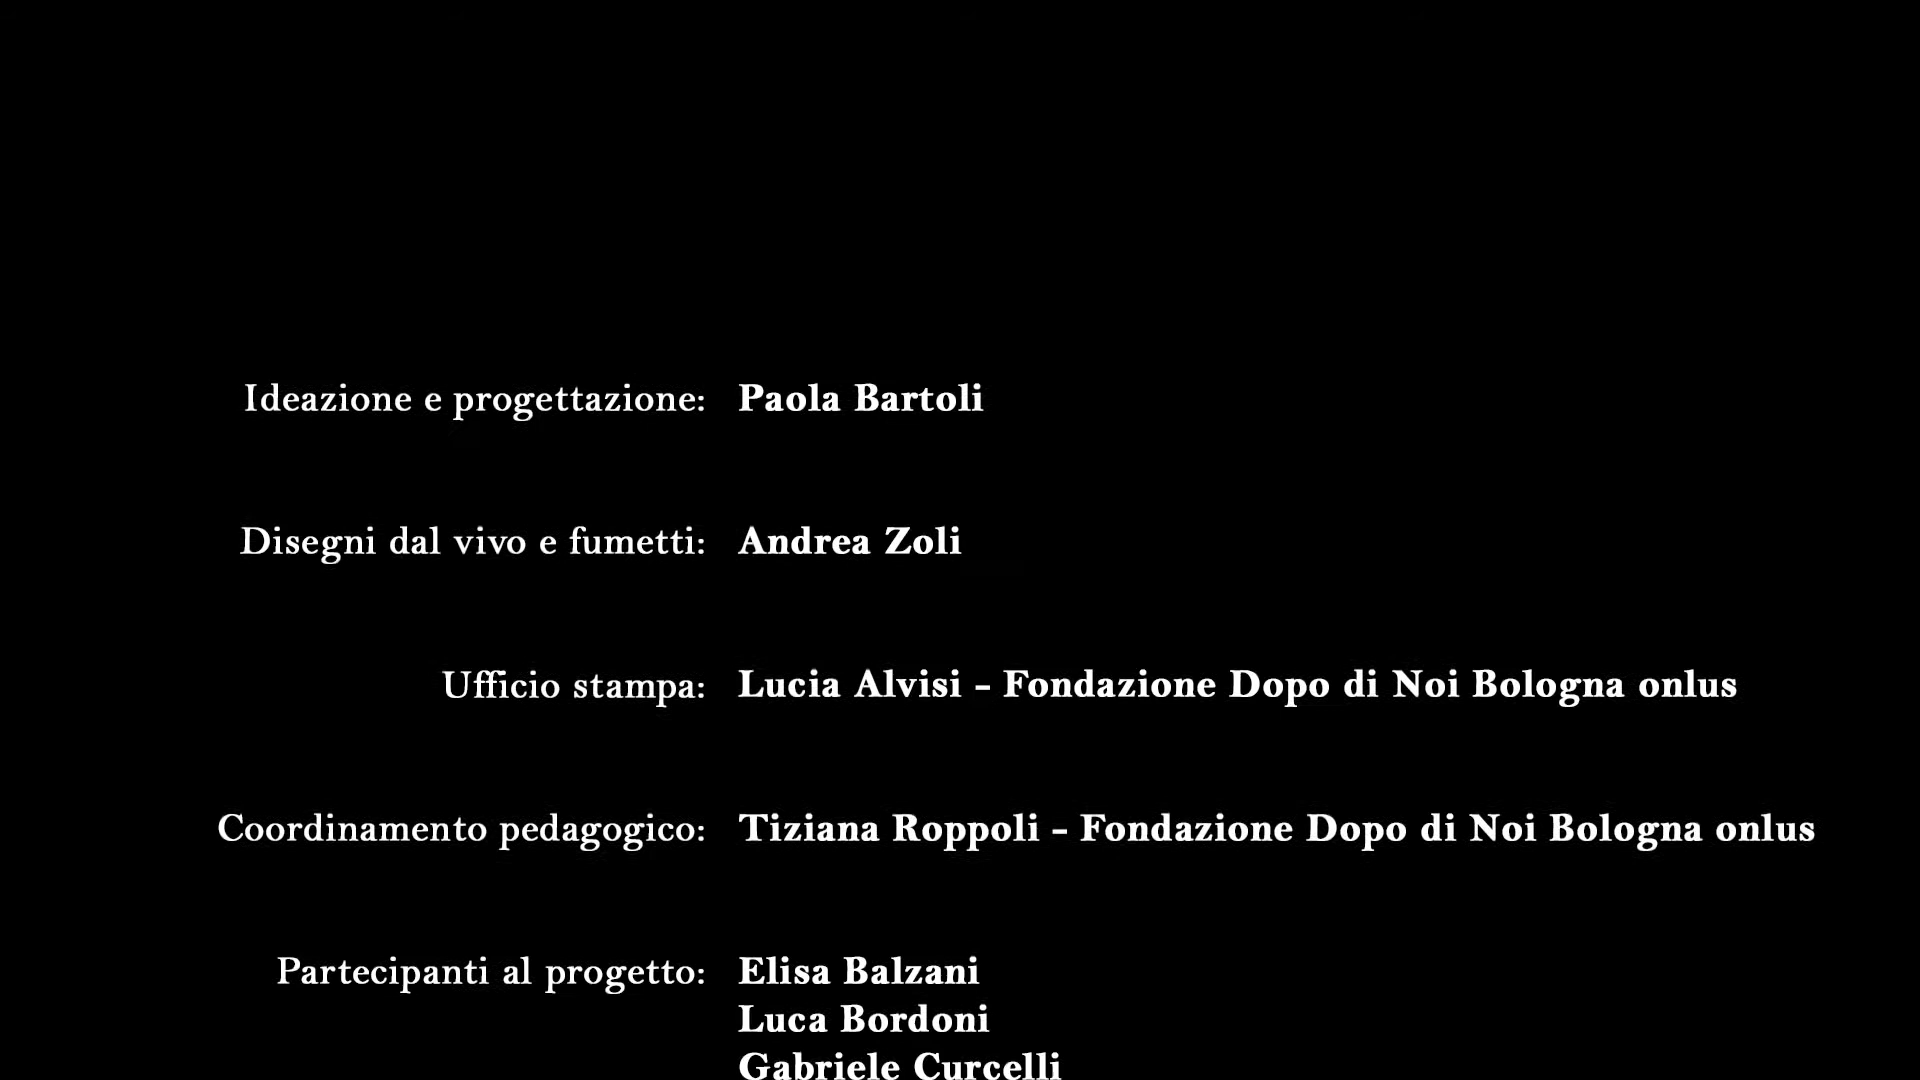 Ideazione e progettazione: Paola Bartoli
Disegni dal vivo e fumetti: Andrea Zoli
Ufficio stampa: Lucia Alvisi - Fondazione Dopo di Noi Bologna onlus
Coordinamento pedagogico: Tiziana Roppoli - Fondazione Dopo di Noi Bologna onlus
Partecipanti al progetto: Elisa Balzani
Luca Bordoni
Gabriele Curcelli